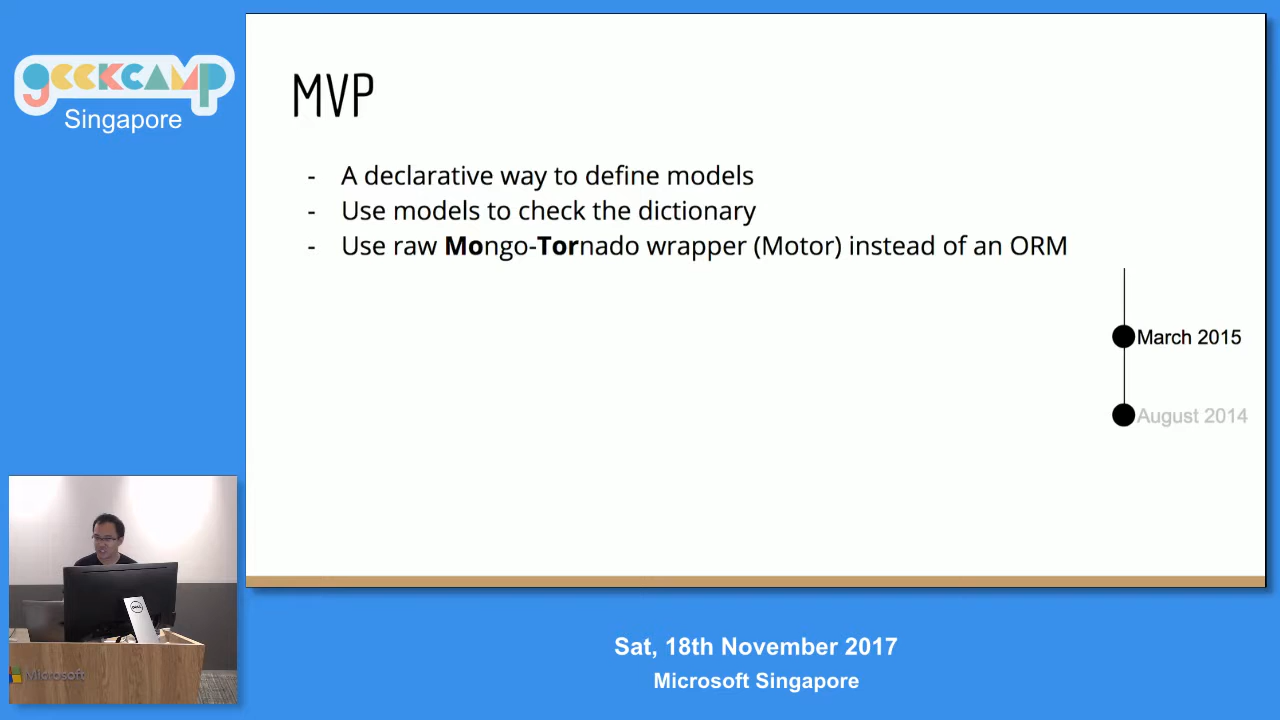 geekcamp
Singapore
MVP
- A declarative way to define models
- Use models to check the dictionary
- Use raw Mongo-Tornado wrapper (Motor) instead of an ORM
March 2015
August 2014
DELL
Microsoft
Sat, 18th November 2017
Microsoft Singapore